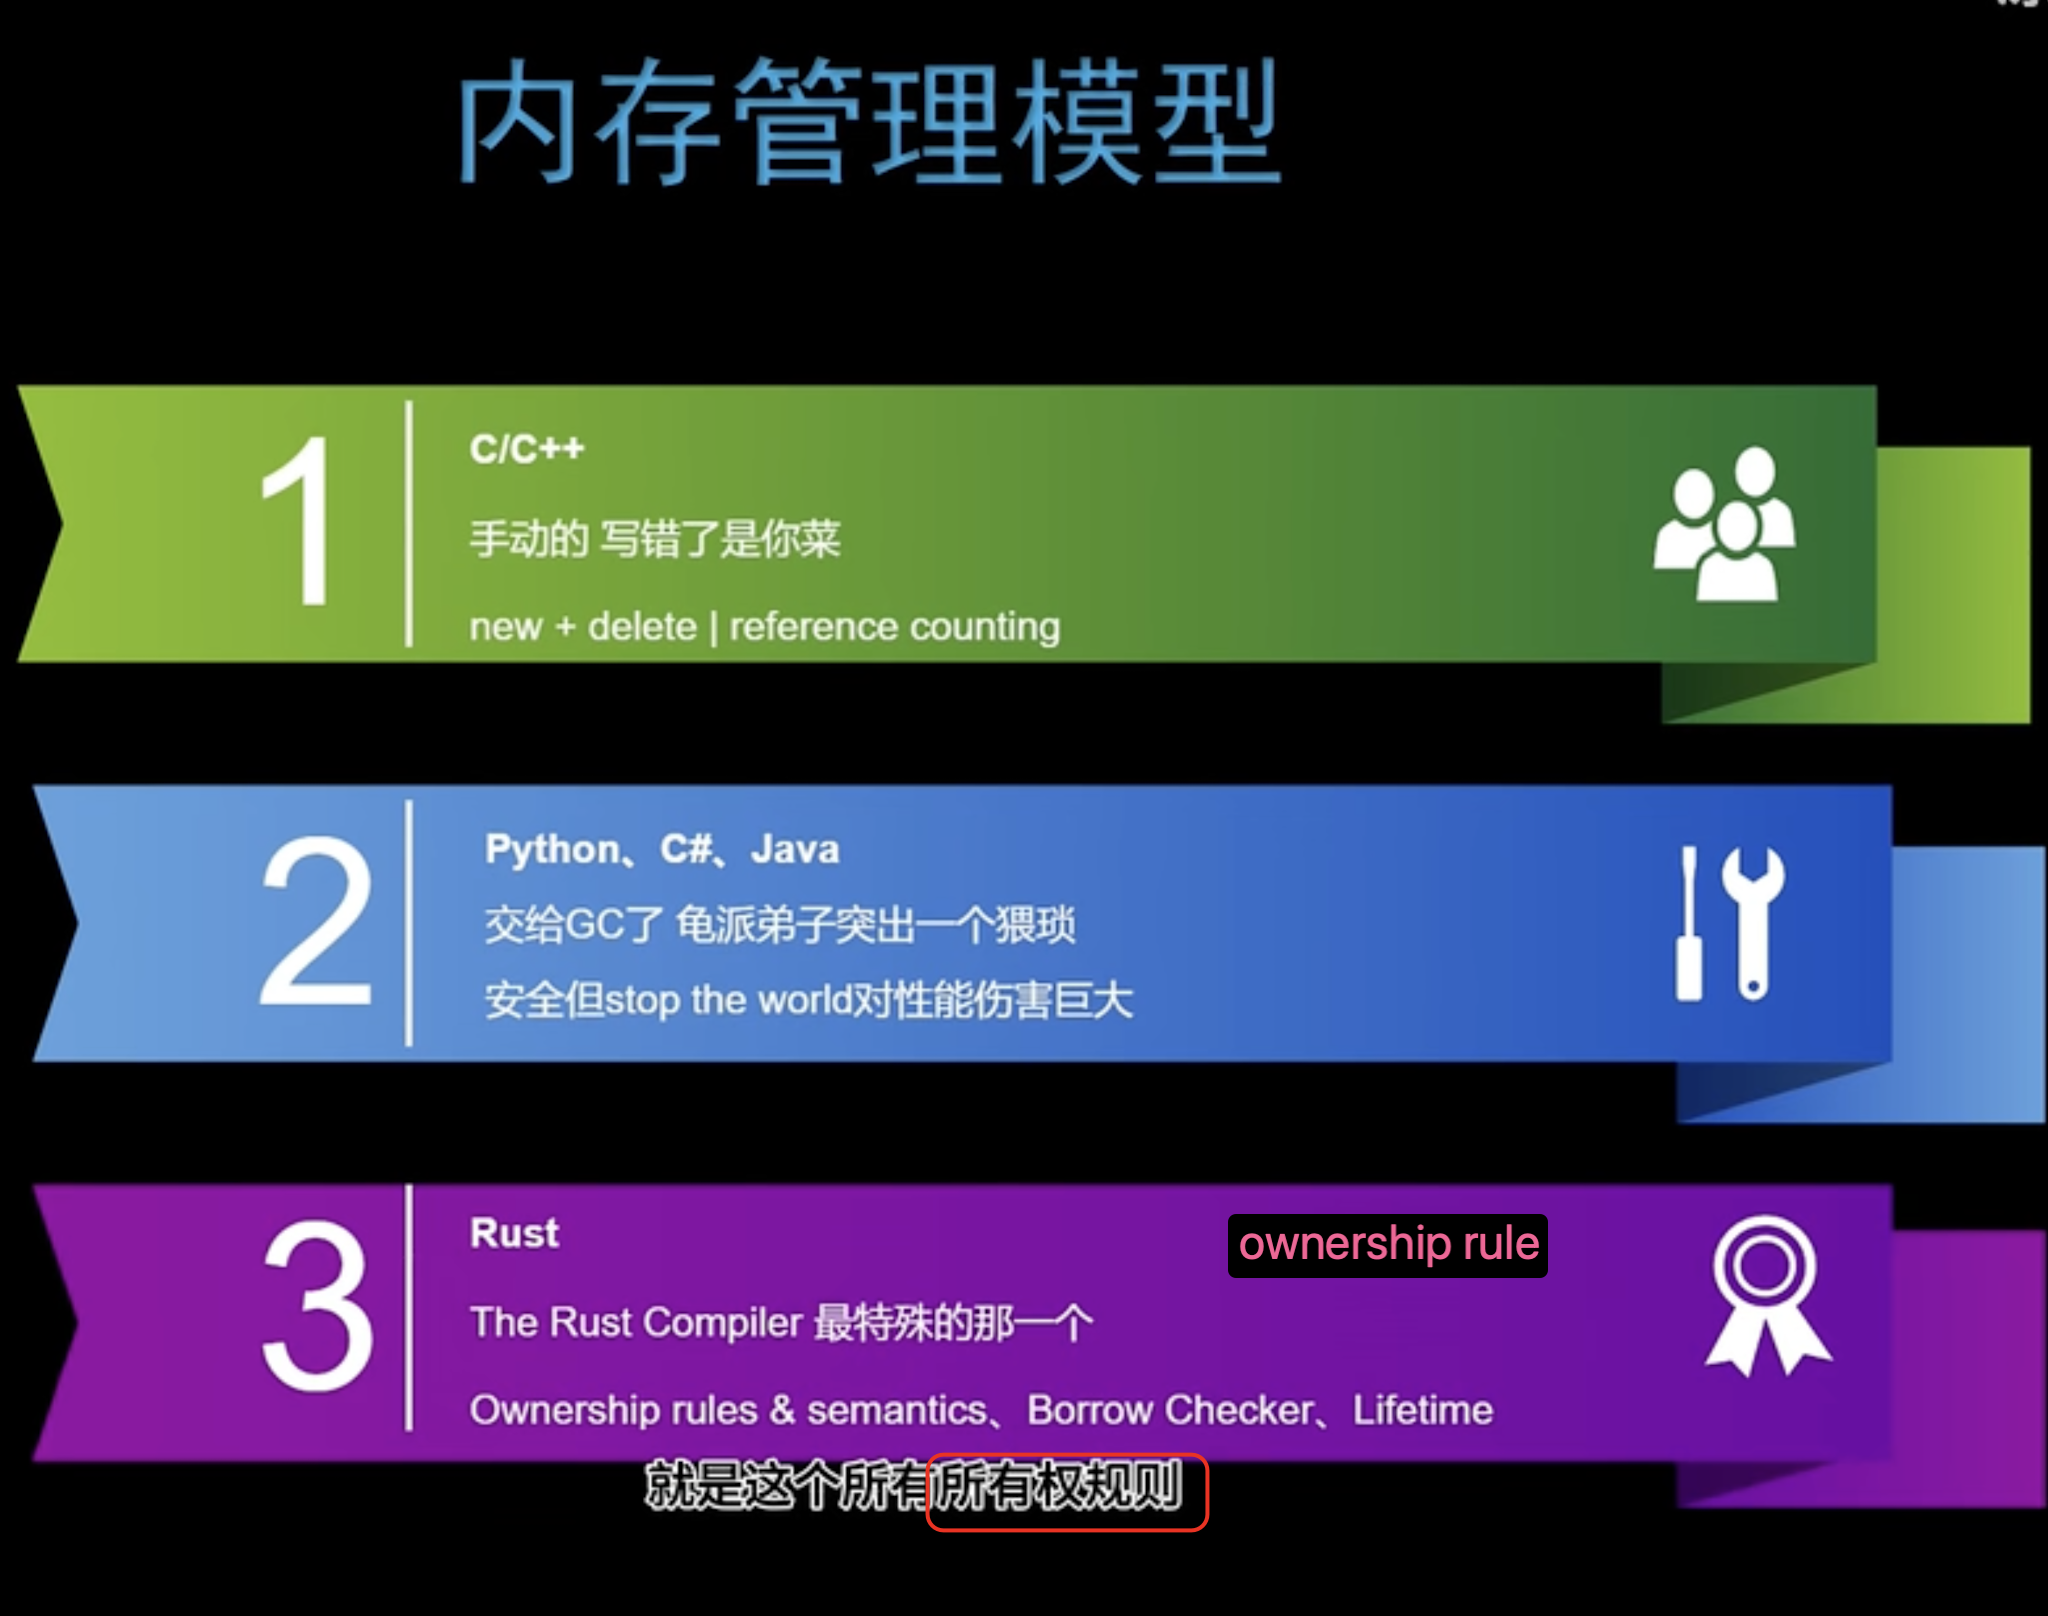 内存管理模型
1
C/C++
手动的 写错了是你菜
new + delete | reference counting
2
Python、C#、Java
交给GC了 龟派弟子突出一个猥琐
安全但stop the world对性能伤害巨大
3
Rust
ownership rule
The Rust Compiler 最特殊的那一个
Ownership rules & semantics、Borrow Checker、Lifetime
就是这个所有所有权规则